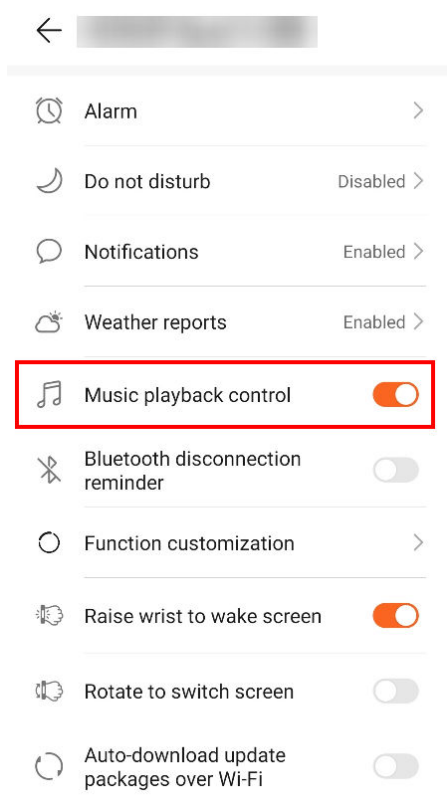 Alarm
Do not disturb
Disabled
Notifications
Enabled
Weather reports
Enabled
Music playback control
Bluetooth disconnection
reminder
Function customization
Raise wrist to wake screen
Rotate to switch screen
Auto-download update
packages over Wi-Fi